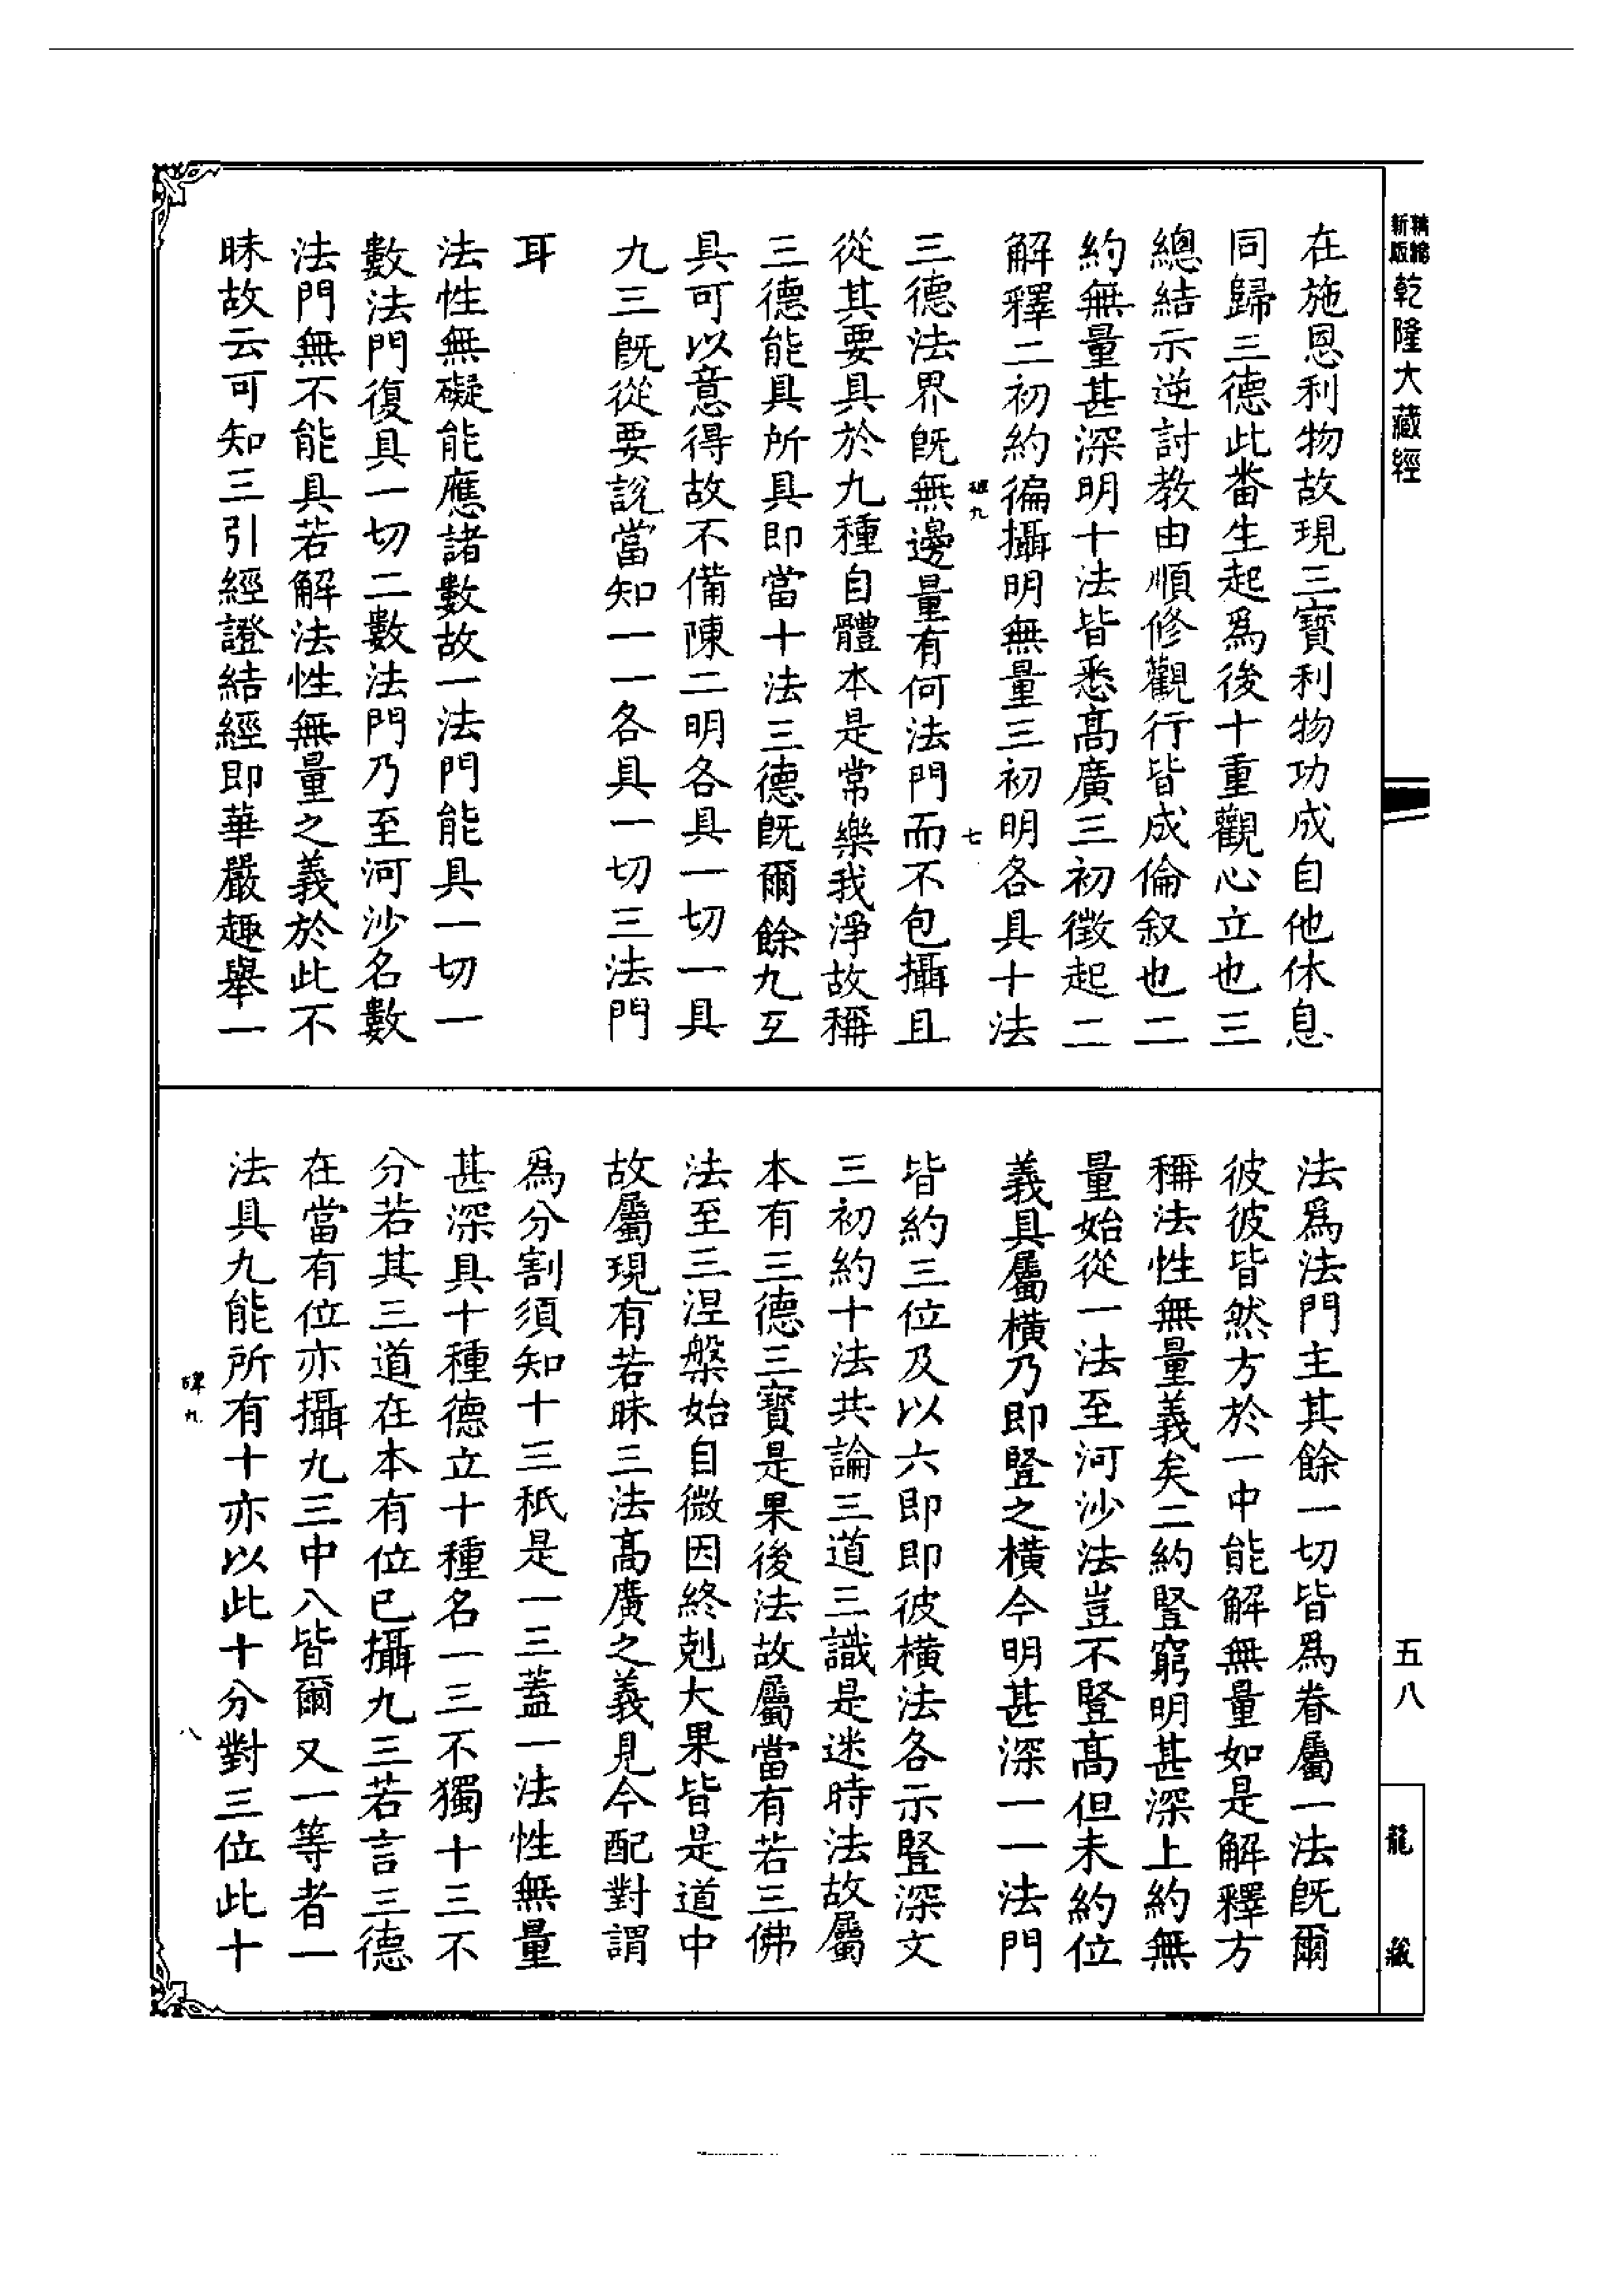 新版
精縮
乾隆大藏經
在施恩利物故現三寶利物功成自他休息
同歸三德此番生起爲後十重觀心立也三
總結示逆討教由順修觀行皆成倫叙也二
約無量甚深明十法皆悉高廣三初徵起二
解釋二初約徧攝明無量三初明各具十法
碑九
七
三德法界旣無邊量有何法門而不包攝且
從其要具於九種自體本是常樂我淨故稱
三德能具所具即當十法三德旣爾餘九互
具可以意得故不備陳二明各具一切一具
九三旣從要說當知一一各具一切三法門
耳
法性無礙能應諸數故一法門能具一切一
數法門復具一切二數法門乃至河沙名數
法門無不能具若解法性無量之義於此不
昧故云可知三引經證結經即華嚴趣舉一
法爲法門主其餘一切皆爲眷屬一法旣爾
彼彼皆然方於一中能解無量如是解釋方
稱法性無量義矣二約豎窮明甚深上約無
量始從一法至河沙法豈不豎高但未約位
義具屬橫乃即豎之橫今明甚深一一法門
皆約三位及以六即即彼橫法各示豎深文
三初約十法共論三道三識是迷時法故屬
本有三德三寶是果後法故屬當有若三佛
法至三涅槃始自微因終剋大果皆是道中
故屬現有若昧三法高廣之義見今配對謂
爲分割須知十三秖是一三蓋一法性無量
甚深具十種德立十種名一三不獨十三不
分若其三道在本有位已攝九三若言三德
在當有位亦攝九三中八皆爾又一等者一
法具九能所有十亦以此十分對三位此十
碑九
八
五八
龍藏